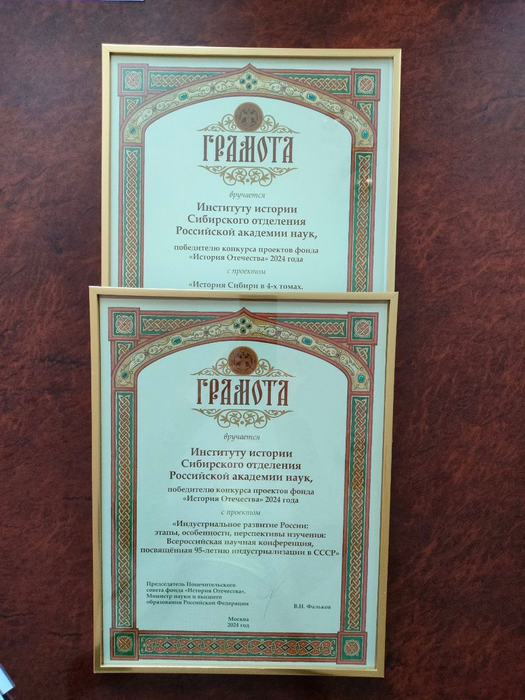 ГРАМОТА
вручается
Институту истории
Сибирского отделения
Российской академии наук,
победителю конкурса проектов фонда
«История Отечества» 2024 года
с проектом
«История Сибири в 4-х томах.
ГРАМОТА
вручается
Институту истории
Сибирского отделения
Российской академии наук,
победителю конкурса проектов фонда
«История Отечества» 2024 года
с проектом
«Индустриальное развитие России:
этапы, особенности, перспективы изучения:
Всероссийская научная конференция,
посвящённая 95-летию индустриализации в СССР»
Председатель Попечительского
совета фонда «История Отечества»,
Министр науки и высшего
образования Российской Федерации
В.Н. Фальков
Москва
2024 год